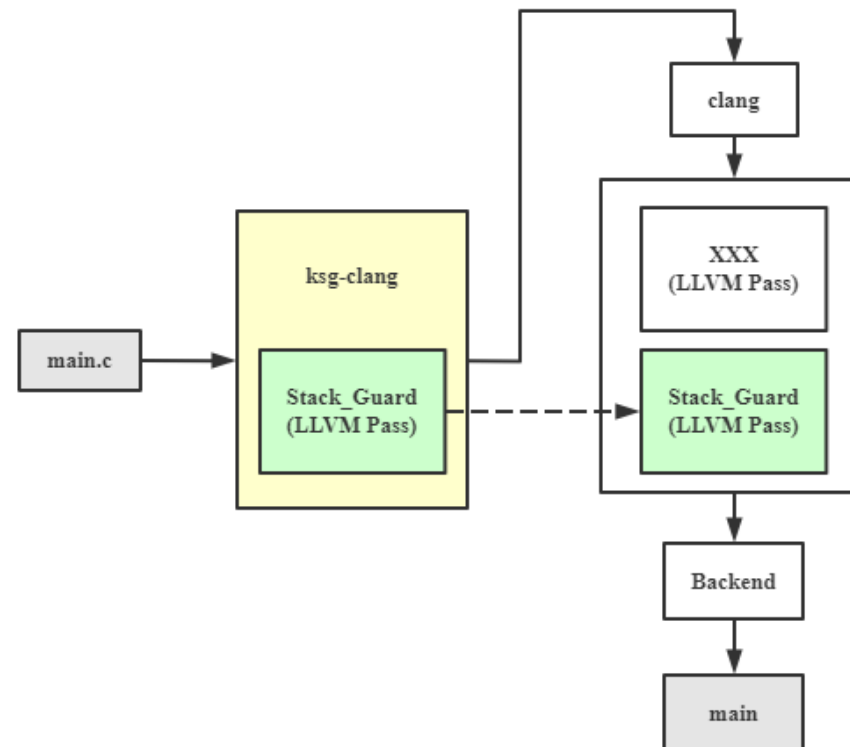 clang
XXX
(LLVM Pass)
ksg-clang
main.c
Stack_Guard
(LLVM Pass)
Stack_Guard
(LLVM Pass)
Backend
main